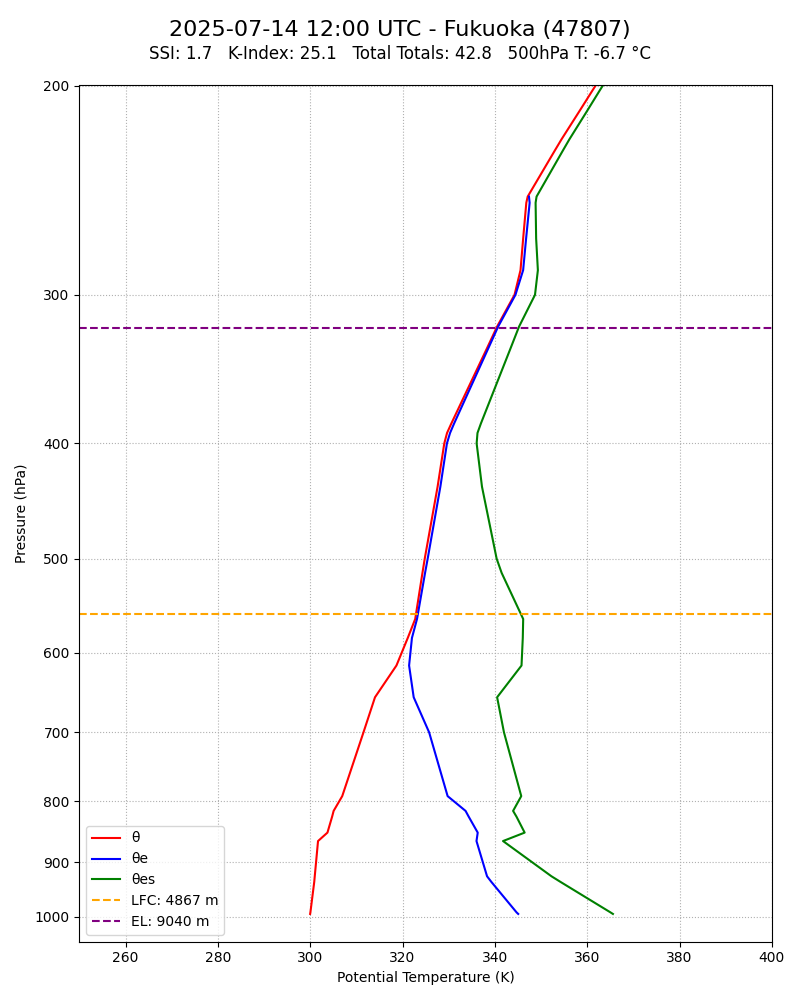 2025-07-14 12:00 UTC - Fukuoka (47807)
SSI: 1.7   K-Index: 25.1   Total Totals: 42.8   500hPa T: -6.7 °C
200
300
400
500
600
700
800
900
1000
Pressure (hPa)
θ
θe
θes
LFC: 4867 m
EL: 9040 m
260
280
300
320
340
360
380
400
Potential Temperature (K)